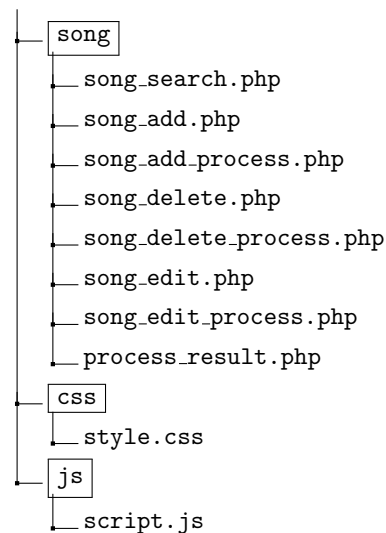 song
song_search.php
song_add.php
song_add_process.php
song_delete.php
song_delete_process.php
song_edit.php
song_edit_process.php
process_result.php
css
style.css
js
script.js